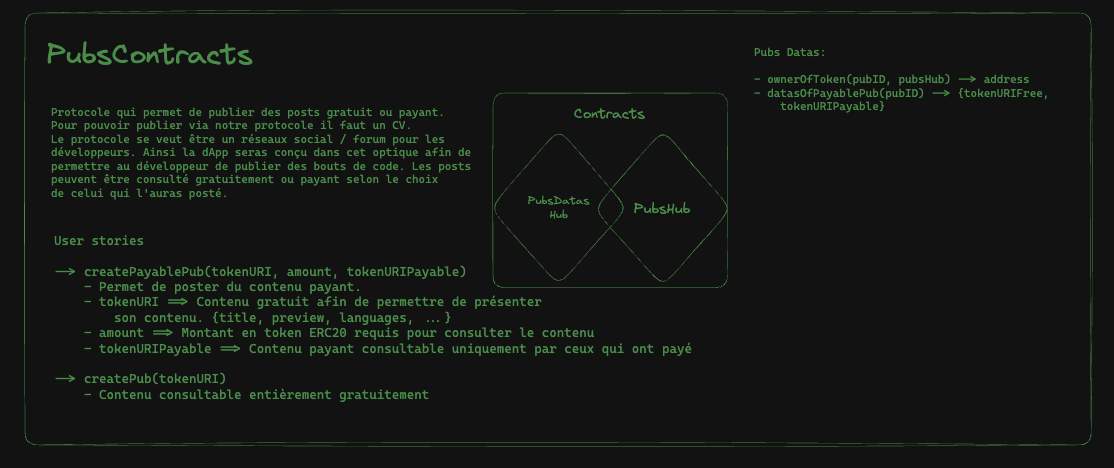 PubsContracts
Protocole qui permet de publier des posts gratuit ou payant.
Pour pouvoir publier via notre protocole il faut un CV.
Le protocole se veut être un réseaux social / forum pour les
développeurs. Ainsi la dApp seras conçu dans cet optique afin de
permettre au développeur de publier des bouts de code. Les posts
peuvent être consulté gratuitement ou payant selon le choix
de celui qui l'auras posté.
User stories
⟶ createPayablePub(tokenURI, amount, tokenURIPayable)
- Permet de poster du contenu payant.
- tokenURI ⟹ Contenu gratuit afin de permettre de présenter
son contenu. {title, preview, languages, ...}
- amount ⟹ Montant en token ERC20 requis pour consulter le contenu
- tokenURIPayable ⟹ Contenu payant consultable uniquement par ceux qui ont payé
⟶ createPub(tokenURI)
- Contenu consultable entièrement gratuitement
Contracts
PubsDatas
Hub
PubsHub
Pubs Datas:
- ownerOfToken(pubID, pubsHub) ⟶ address
- datasOfPayablePub(pubID) ⟶ {tokenURIFree,
tokenURIPayable}